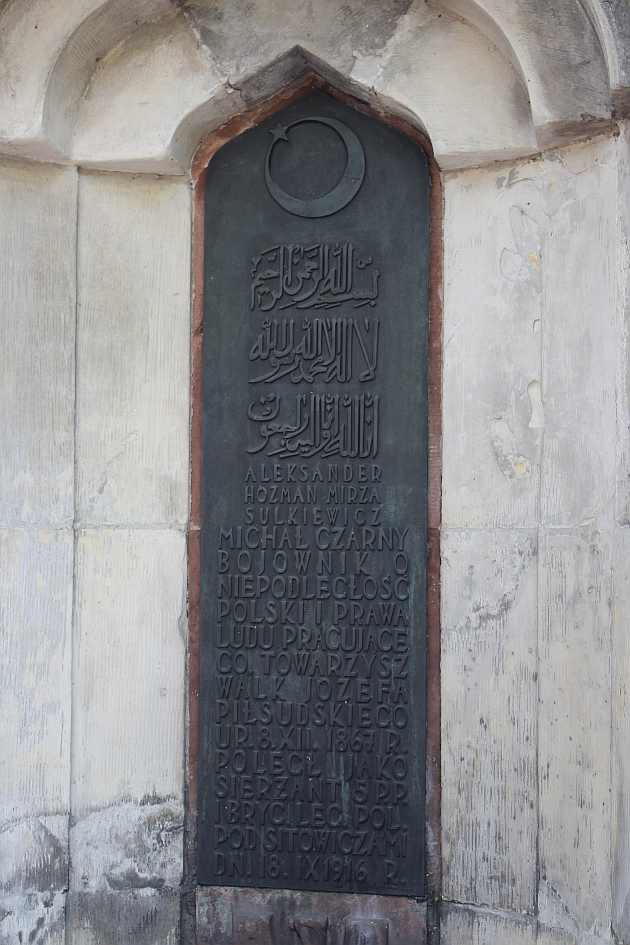 بسم الله الرحمن الرحيم
لا اله الا الله محمد رسول الله
انا لله وانا اليه راجعون
ALEKSANDER
HÓZMAN MIRZA
SULKIEWICZ
MICHAŁ CZARNY
BOJOWNIK O
NIEPODLEGŁOŚĆ
POLSKI I PRAWA
LUDU PRACUJĄCE
GO, TOWARZYSZ
WALK JÓZEFA
PIŁSUDSKIEGO
UR. 8.XII. 1867 R.
POLEGŁ JAKO
SIERŻANT 5 P.P.
I BRYG. LEG. POL.
POD SITOWICZAMI
DN. 18. IX 1916 R.